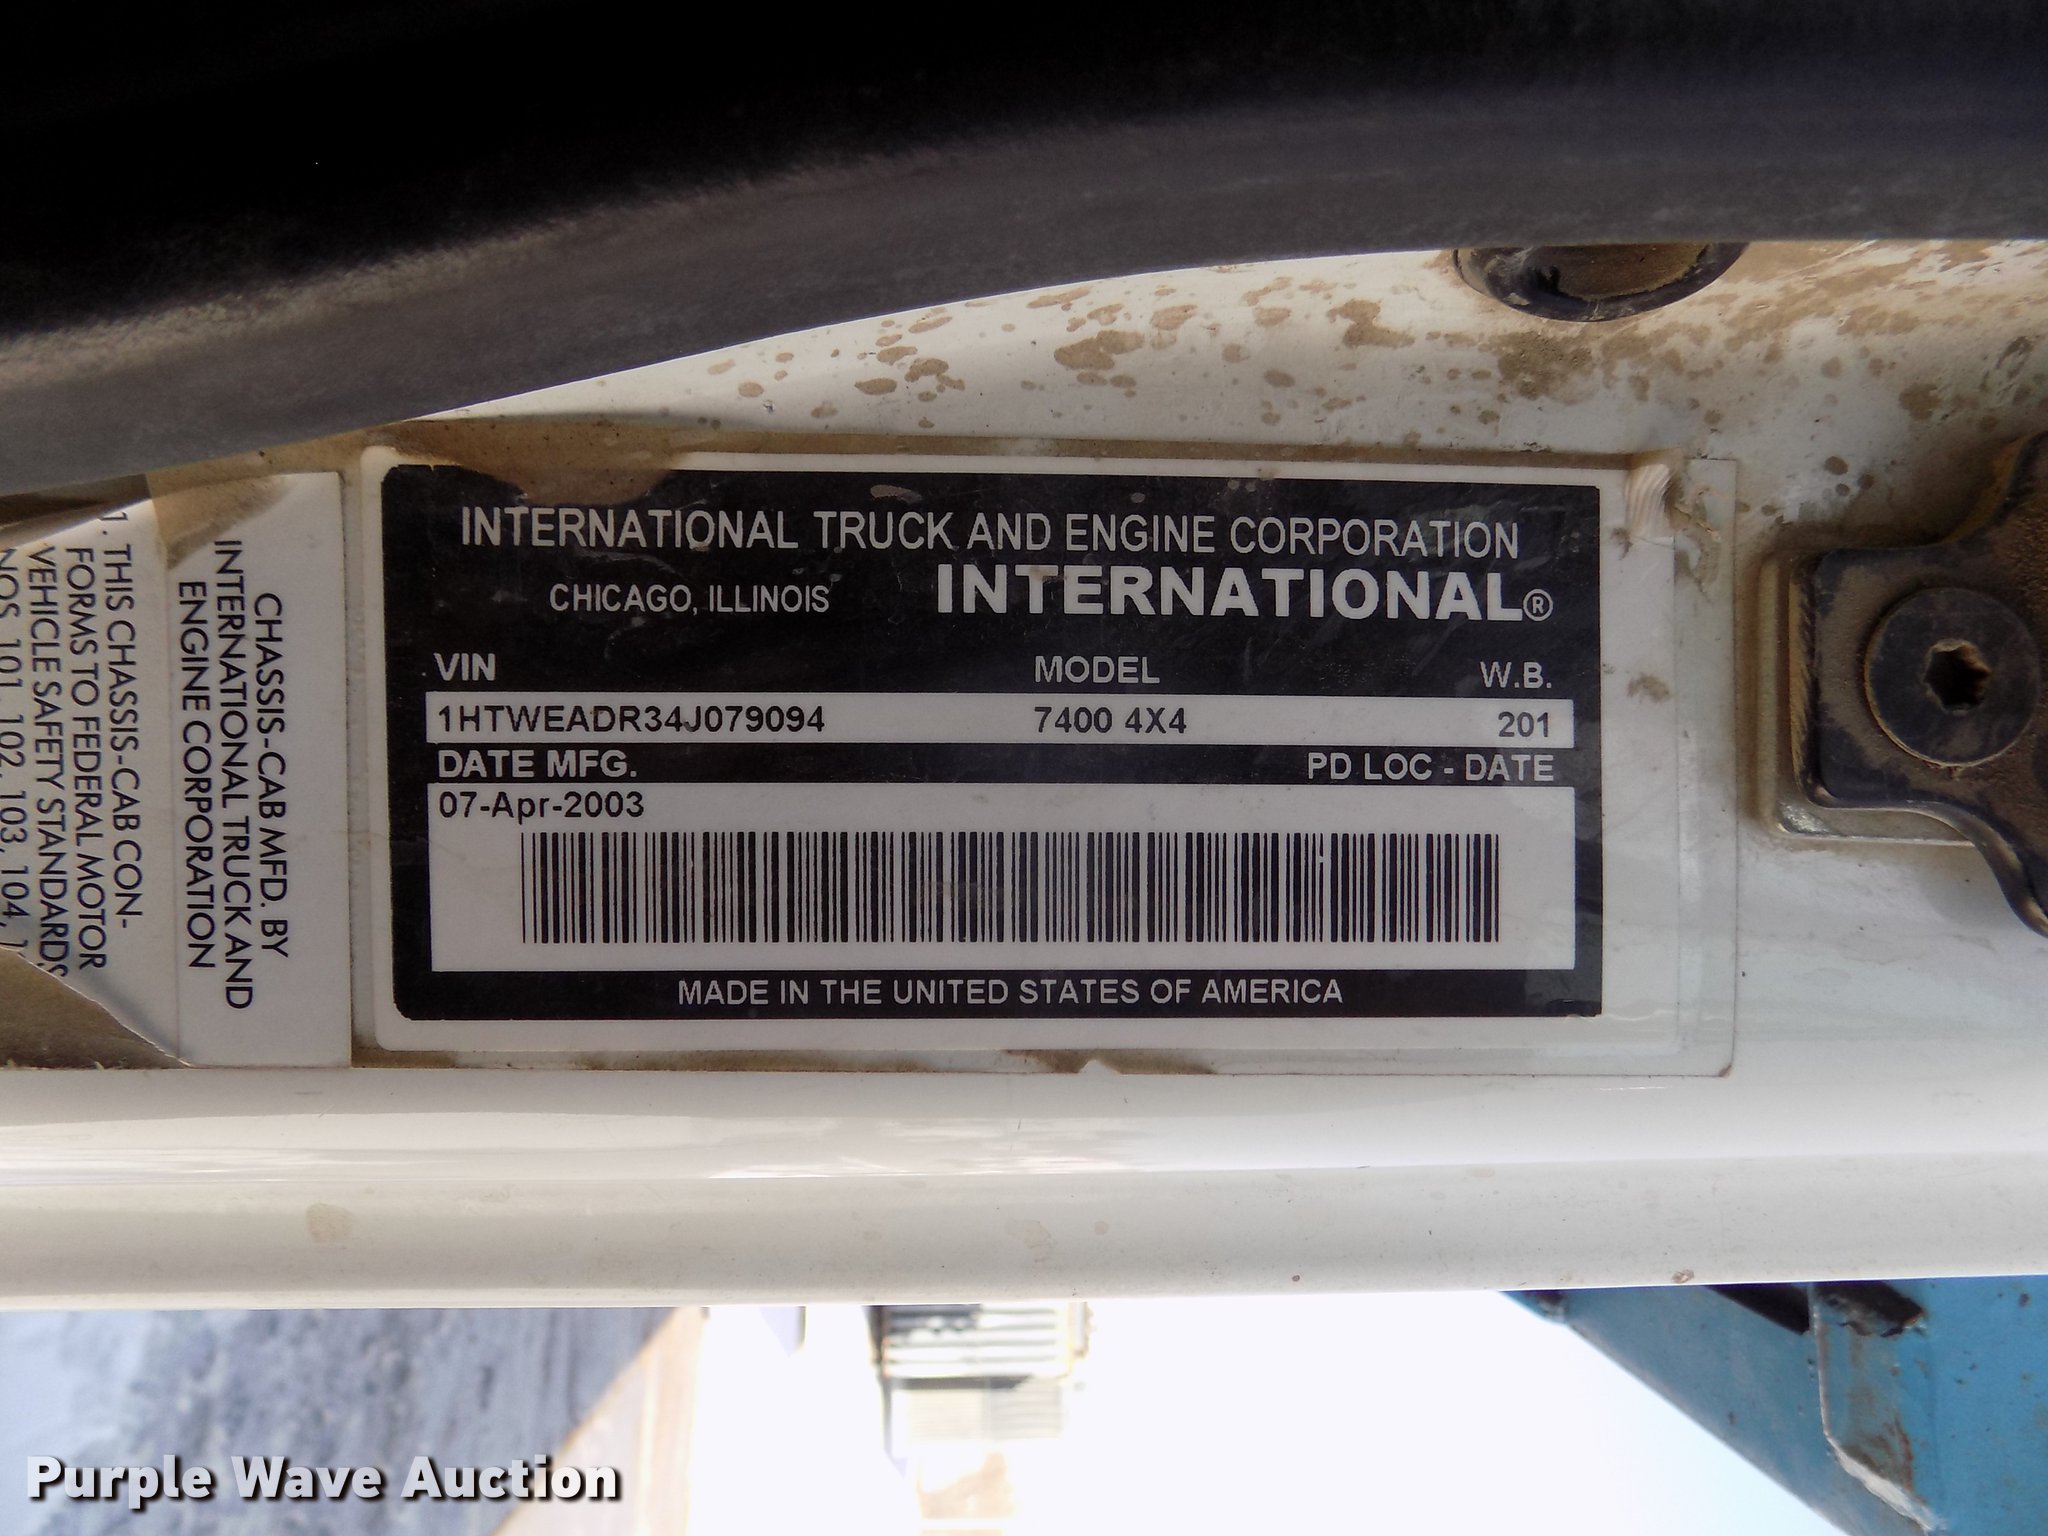 INTERNATIONAL TRUCK AND ENGINE CORPORATION
CHICAGO, ILLINOIS INTERNATIONAL®
VIN MODEL W.B.
1HTWEADR34J079094 7400 4X4 201
DATE MFG. PD LOC - DATE
07-Apr-2003
MADE IN THE UNITED STATES OF AMERICA
CHASSIS-CAB MFD. BY
INTERNATIONAL TRUCK AND
ENGINE CORPORATION
1. THIS CHASSIS-CAB CON-
FORMS TO FEDERAL MOTOR
VEHICLE SAFETY STANDARDS
NOS. 101, 102, 103, 104,
Purple Wave Auction